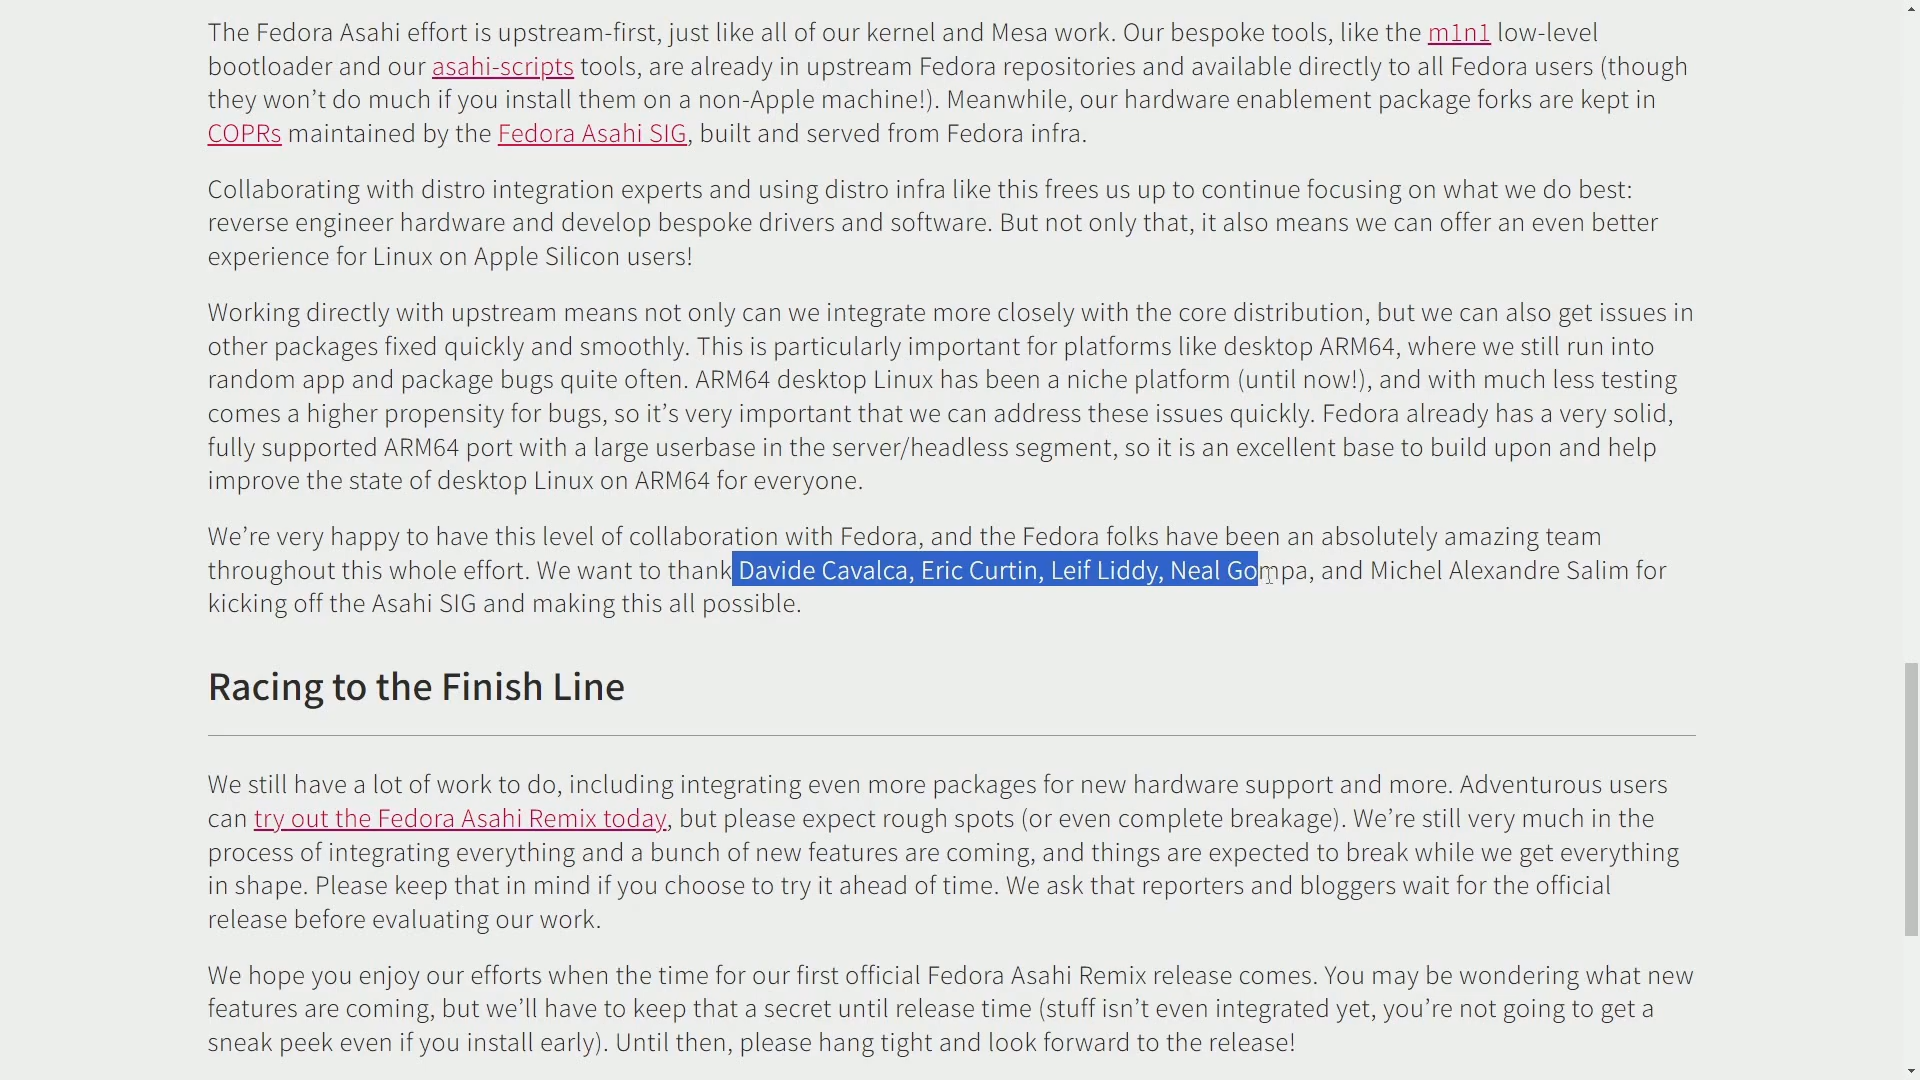 The Fedora Asahi effort is upstream-first, just like all of our kernel and Mesa work. Our bespoke tools, like the m1n1 low-level
bootloader and our asahi-scripts tools, are already in upstream Fedora repositories and available directly to all Fedora users (though
they won’t do much if you install them on a non-Apple machine!). Meanwhile, our hardware enablement package forks are kept in
COPRs maintained by the Fedora Asahi SIG, built and served from Fedora infra.
Collaborating with distro integration experts and using distro infra like this frees us up to continue focusing on what we do best:
reverse engineer hardware and develop bespoke drivers and software. But not only that, it also means we can offer an even better
experience for Linux on Apple Silicon users!
Working directly with upstream means not only can we integrate more closely with the core distribution, but we can also get issues in
other packages fixed quickly and smoothly. This is particularly important for platforms like desktop ARM64, where we still run into
random app and package bugs quite often. ARM64 desktop Linux has been a niche platform (until now!), and with much less testing
comes a higher propensity for bugs, so it’s very important that we can address these issues quickly. Fedora already has a very solid,
fully supported ARM64 port with a large userbase in the server/headless segment, so it is an excellent base to build upon and help
improve the state of desktop Linux on ARM64 for everyone.
We’re very happy to have this level of collaboration with Fedora, and the Fedora folks have been an absolutely amazing team
throughout this whole effort. We want to thank Davide Cavalca, Eric Curtin, Leif Liddy, Neal Gompa, and Michel Alexandre Salim for
kicking off the Asahi SIG and making this all possible.
Racing to the Finish Line
We still have a lot of work to do, including integrating even more packages for new hardware support and more. Adventurous users
can try out the Fedora Asahi Remix today, but please expect rough spots (or even complete breakage). We’re still very much in the
process of integrating everything and a bunch of new features are coming, and things are expected to break while we get everything
in shape. Please keep that in mind if you choose to try it ahead of time. We ask that reporters and bloggers wait for the official
release before evaluating our work.
We hope you enjoy our efforts when the time for our first official Fedora Asahi Remix release comes. You may be wondering what new
features are coming, but we’ll have to keep that a secret until release time (stuff isn’t even integrated yet, you’re not going to get a
sneak peek even if you install early). Until then, please hang tight and look forward to the release!